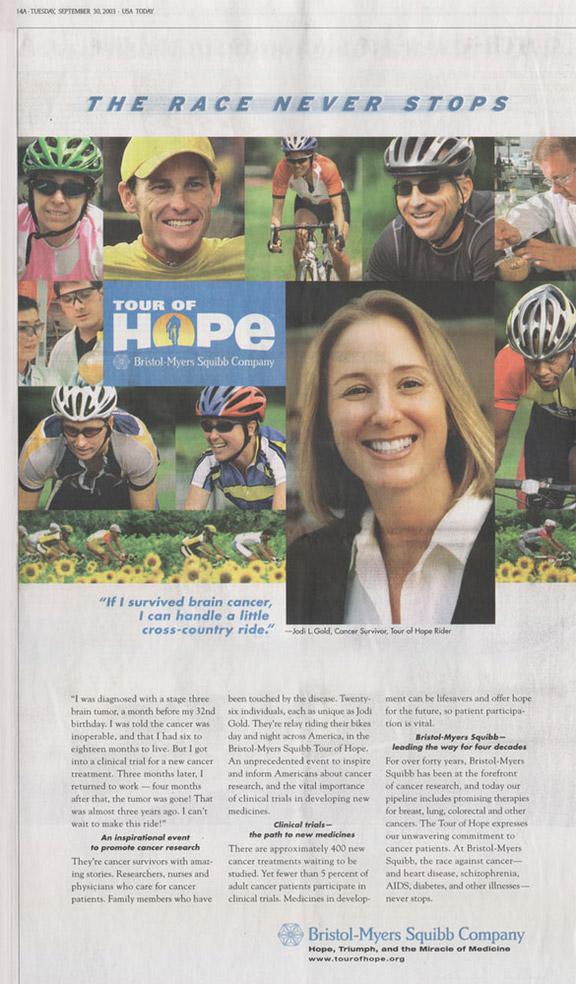 14A · TUESDAY, SEPTEMBER 30, 2003 · USA TODAY
THE RACE NEVER STOPS
TOUR OF
HOPE
Bristol-Myers Squibb Company
"If I survived brain cancer,
I can handle a little
cross-country ride."
—Jodi L. Gold, Cancer Survivor, Tour of Hope Rider
"I was diagnosed with a stage three
brain tumor, a month before my 32nd
birthday. I was told the cancer was
inoperable, and that I had six to
eighteen months to live. But I got
into a clinical trial for a new cancer
treatment. Three months later, I
returned to work — four months
after that, the tumor was gone! That
was almost three years ago. I can't
wait to make this ride!"
An inspirational event
to promote cancer research
They're cancer survivors with amaz-
ing stories. Researchers, nurses and
physicians who care for cancer
patients. Family members who have
been touched by the disease. Twenty-
six individuals, each as unique as Jodi
Gold. They're relay riding their bikes
day and night across America, in the
Bristol-Myers Squibb Tour of Hope.
An unprecedented event to inspire
and inform Americans about cancer
research, and the vital importance
of clinical trials in developing new
medicines.
Clinical trials—
the path to new medicines
There are approximately 400 new
cancer treatments waiting to be
studied. Yet fewer than 5 percent of
adult cancer patients participate in
clinical trials. Medicines in develop-
ment can be lifesavers and offer hope
for the future, so patient participa-
tion is vital.
Bristol-Myers Squibb—
leading the way for four decades
For over forty years, Bristol-Myers
Squibb has been at the forefront
of cancer research, and today our
pipeline includes promising therapies
for breast, lung, colorectal and other
cancers. The Tour of Hope expresses
our unwavering commitment to
cancer patients. At Bristol-Myers
Squibb, the race against cancer—
and heart disease, schizophrenia,
AIDS, diabetes, and other illnesses—
never stops.
Bristol-Myers Squibb Company
Hope, Triumph, and the Miracle of Medicine
www.tourofhope.org